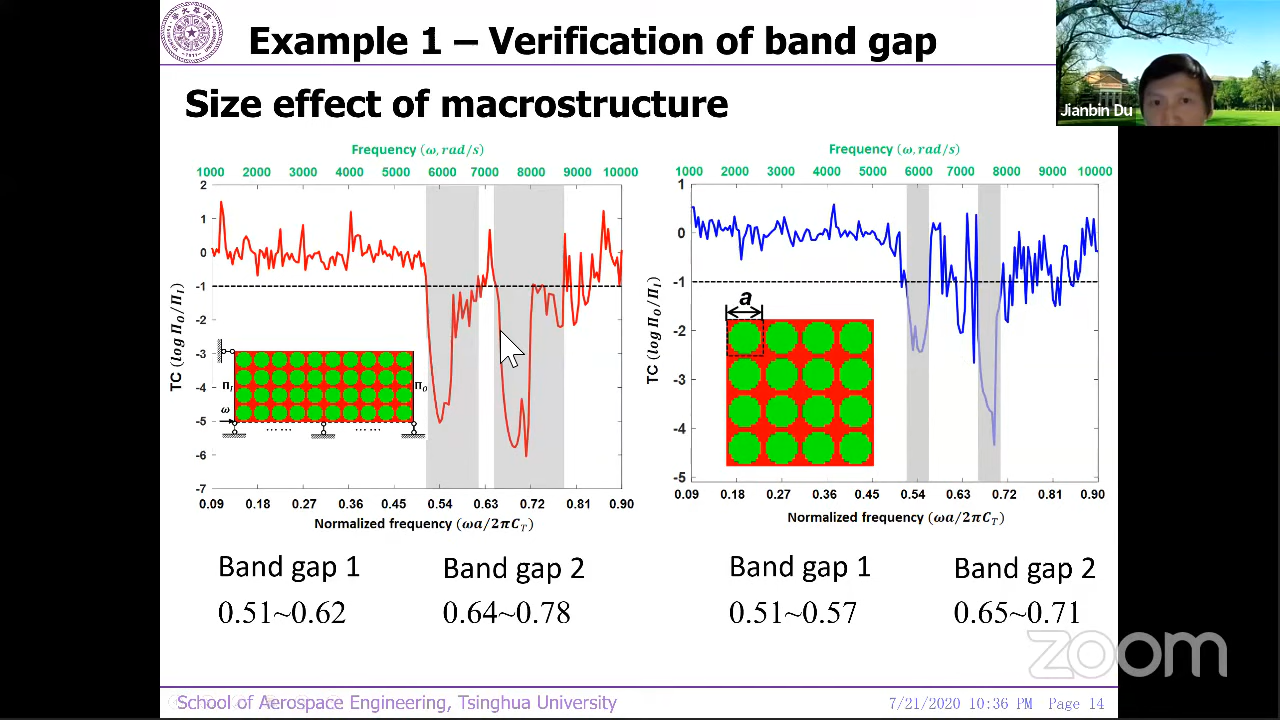 Example 1 – Verification of band gap
Jianbin Du
Size effect of macrostructure
Frequency (ω, rad/s)
1000 2000 3000 4000 5000 6000 7000 8000 9000 10000
2
1
0
-1
-2
-3
-4
-5
-6
-7
TC (log Π_O/Π_I)
Π_I
Π_O
ω
...... ......
0.09 0.18 0.27 0.36 0.45 0.54 0.63 0.72 0.81 0.90
Normalized frequency (ωa/2πC_T)
Frequency (ω, rad/s)
1000 2000 3000 4000 5000 6000 7000 8000 9000 10000
1
0
-1
-2
-3
-4
-5
TC (log Π_O/Π_I)
a
0.09 0.18 0.27 0.36 0.45 0.54 0.63 0.72 0.81 0.90
Normalized frequency (ωa/2πC_T)
Band gap 1 Band gap 2 Band gap 1 Band gap 2
0.51~0.62 0.64~0.78 0.51~0.57 0.65~0.71
zoom
School of Aerospace Engineering, Tsinghua University
7/21/2020 10:36 PM Page 14